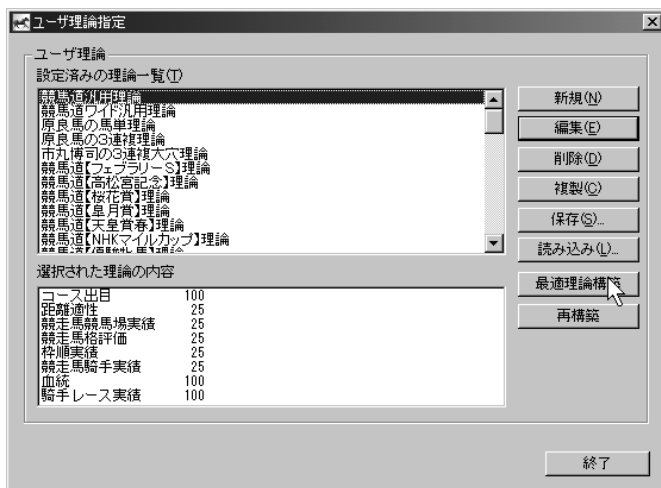 ユーザ理論指定
ユーザ理論
設定済みの理論一覧(T)
競馬道汎用理論
競馬道ワイド汎用理論
原良馬の馬単理論
原良馬の3連複理論
市丸博司の3連複大穴理論
競馬道【フェブラリーS】理論
競馬道【高松宮記念】理論
競馬道【桜花賞】理論
競馬道【皐月賞】理論
競馬道【天皇賞春】理論
競馬道【NHKマイルカップ】理論
新規(N)
編集(E)
削除(D)
複製(C)
保存(S)...
読み込み(L)...
最適理論構築
再構築
選択された理論の内容
コース出目 100
距離適性 25
競走馬競馬場実績 25
競走馬格評価 25
枠順実績 25
競走馬騎手実績 25
血統 100
騎手レース実績 100
終了